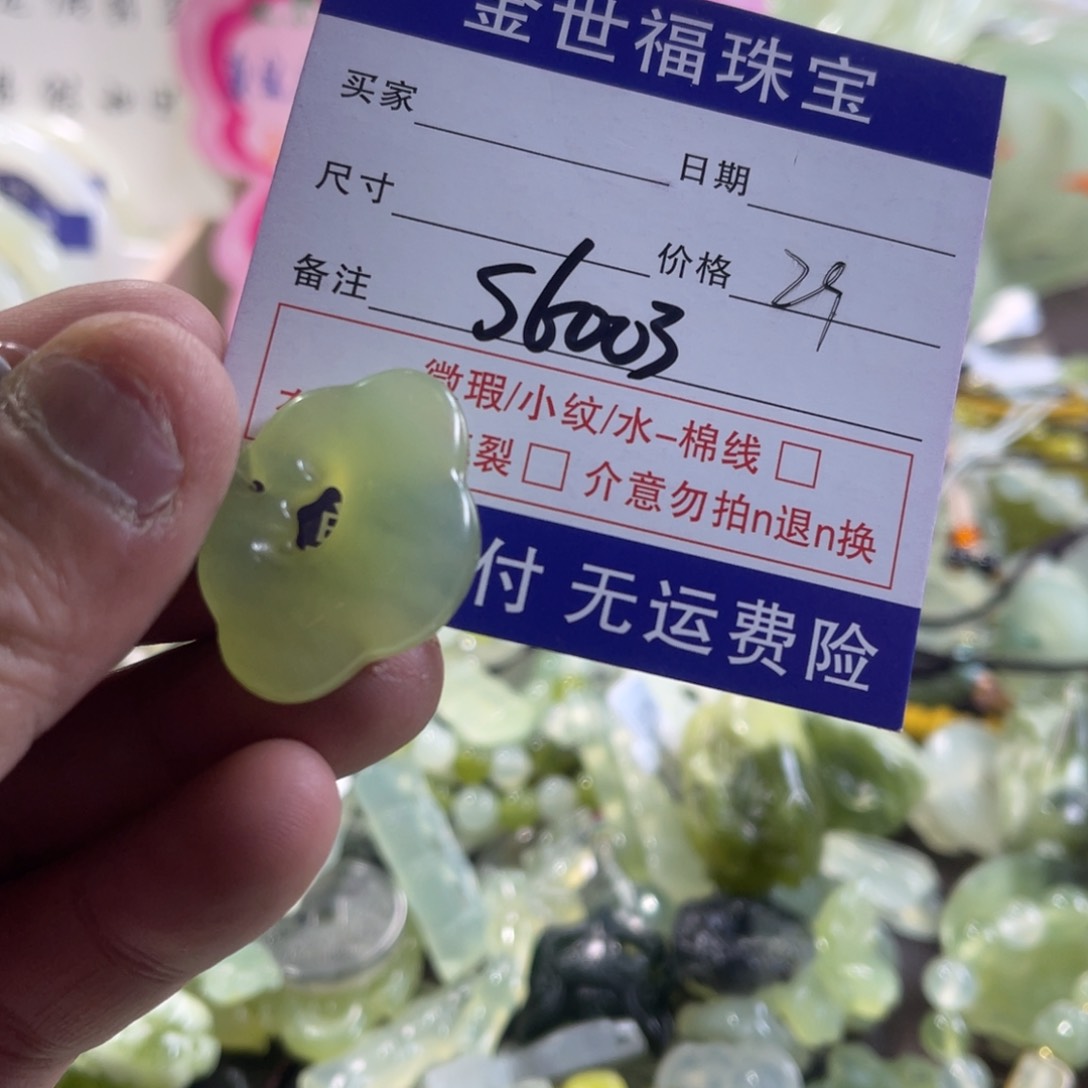 金世福珠宝
买家
日期
尺寸
价格 29
备注 S6003
微瑕/小纹/水-棉线 □
裂 □ 介意勿拍n退n换
付 无运费险